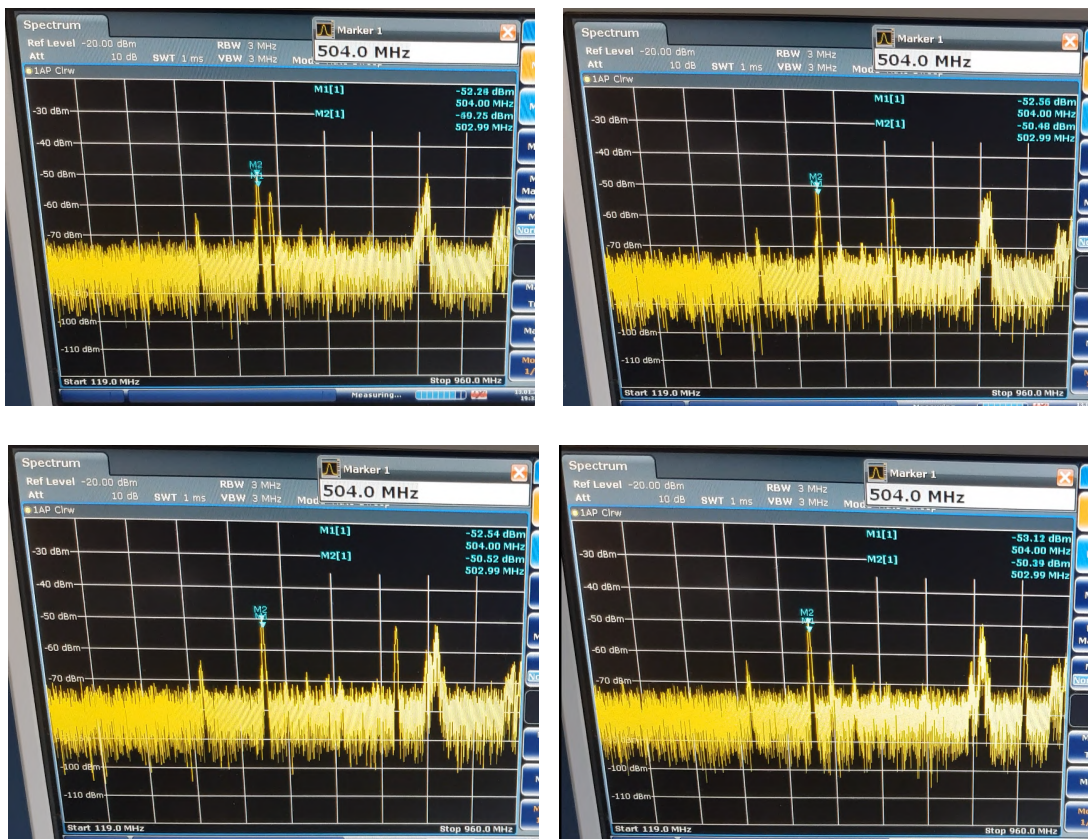 Spectrum
Marker 1
504.0 MHz
Ref Level -20.00 dBm RBW 3 MHz
Att 10 dB SWT 1 ms VBW 3 MHz
1AP Clrw
M1[1] -52.24 dBm
504.00 MHz
M2[1] -49.75 dBm
502.99 MHz
-30 dBm
-40 dBm
M2
M1
-50 dBm
-60 dBm
-70 dBm
-100 dBm
-110 dBm
Start 119.0 MHz Stop 960.0 MHz
Measuring...
Spectrum
Marker 1
504.0 MHz
Ref Level -20.00 dBm RBW 3 MHz
Att 10 dB SWT 1 ms VBW 3 MHz
1AP Clrw
M1[1] -52.56 dBm
504.00 MHz
M2[1] -50.48 dBm
502.99 MHz
-30 dBm
-40 dBm
M2
-50 dBm
-60 dBm
-70 dBm
-100 dBm
-110 dBm
Start 119.0 MHz Stop 960.0 MHz
Spectrum
Marker 1
504.0 MHz
Ref Level -20.00 dBm RBW 3 MHz
Att 10 dB SWT 1 ms VBW 3 MHz
1AP Clrw
M1[1] -52.54 dBm
504.00 MHz
M2[1] -50.52 dBm
502.99 MHz
-30 dBm
-40 dBm
M2
-50 dBm
-60 dBm
-70 dBm
-100 dBm
-110 dBm
Start 119.0 MHz Stop 960.0 MHz
Spectrum
Marker 1
504.0 MHz
Ref Level -20.00 dBm RBW 3 MHz
Att 10 dB SWT 1 ms VBW 3 MHz
1AP Clrw
M1[1] -53.12 dBm
504.00 MHz
M2[1] -50.39 dBm
502.99 MHz
-30 dBm
-40 dBm
M2
-50 dBm
-60 dBm
-70 dBm
-100 dBm
-110 dBm
Start 119.0 MHz Stop 960.0 MHz